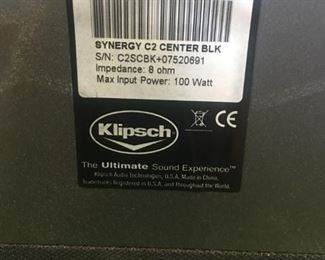 SYNERGY C2 CENTER BLK
S/N: C2SCBK+07520691
Impedance: 8 ohm
Max Input Power: 100 Watt
Klipsch
CE
The Ultimate Sound Experience™
Klipsch Audio Technologies, U.S.A. Made in China.
Trademarks Registered in U.S.A. and Throughout the World.